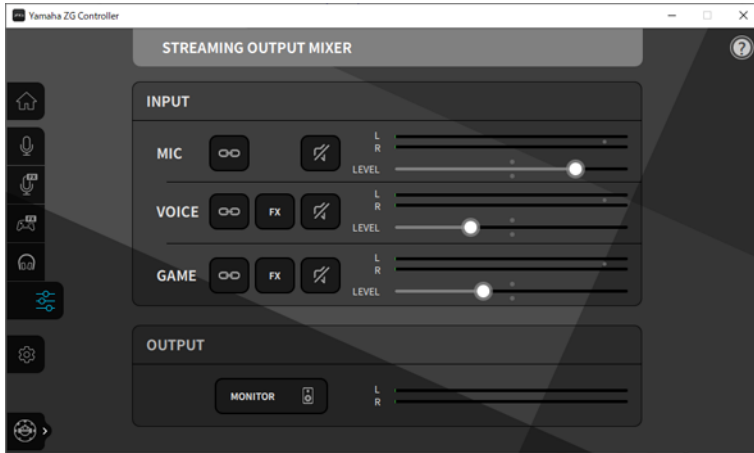 Yamaha ZG Controller
STREAMING OUTPUT MIXER
INPUT
MIC
L
R
LEVEL
VOICE
FX
L
R
LEVEL
GAME
FX
L
R
LEVEL
OUTPUT
MONITOR
L
R